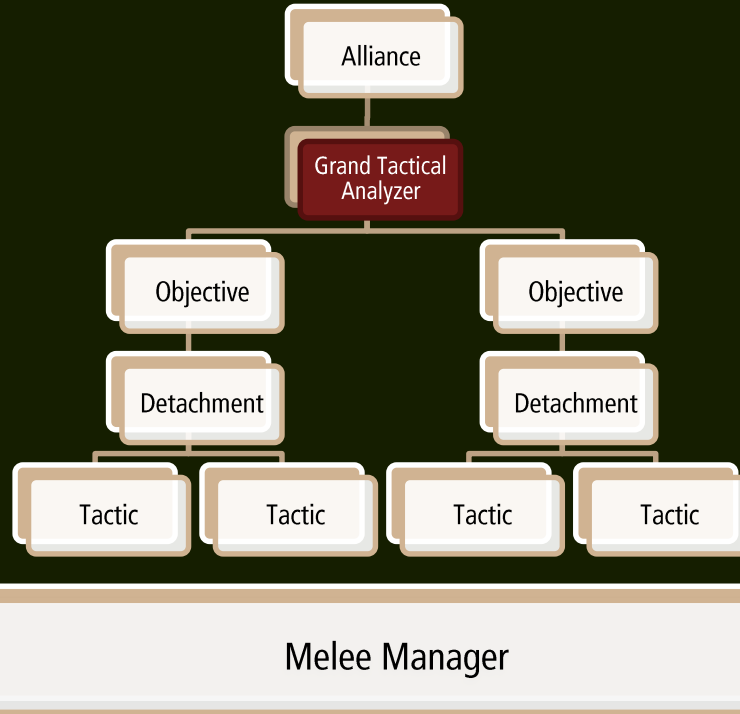 Alliance
Grand Tactical
Analyzer
Objective
Objective
Detachment
Detachment
Tactic
Tactic
Tactic
Tactic
Melee Manager